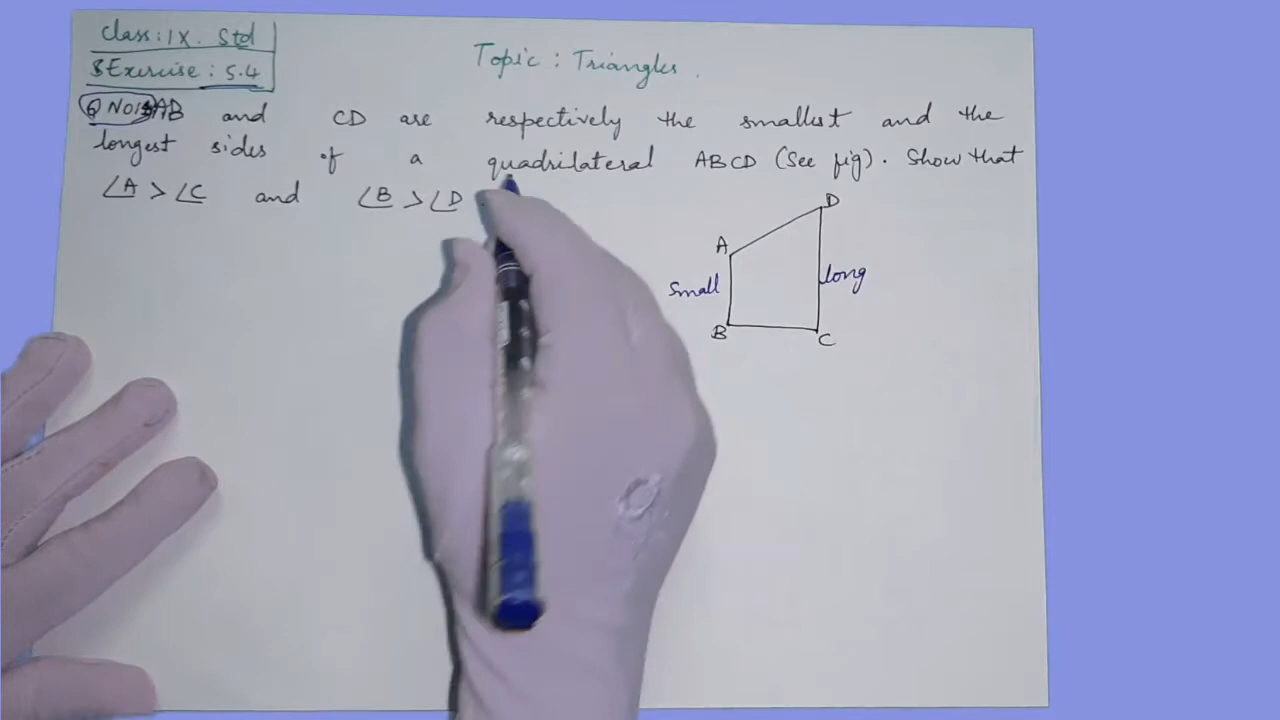 Class: IX. Std
Exercise: 5.4
Topic: Triangles.
Q NO: AB and CD are respectively the smallest and the
longest sides of a quadrilateral ABCD (See fig). Show that
∠A > ∠C and ∠B > ∠D
D
A
Small
long
B
C